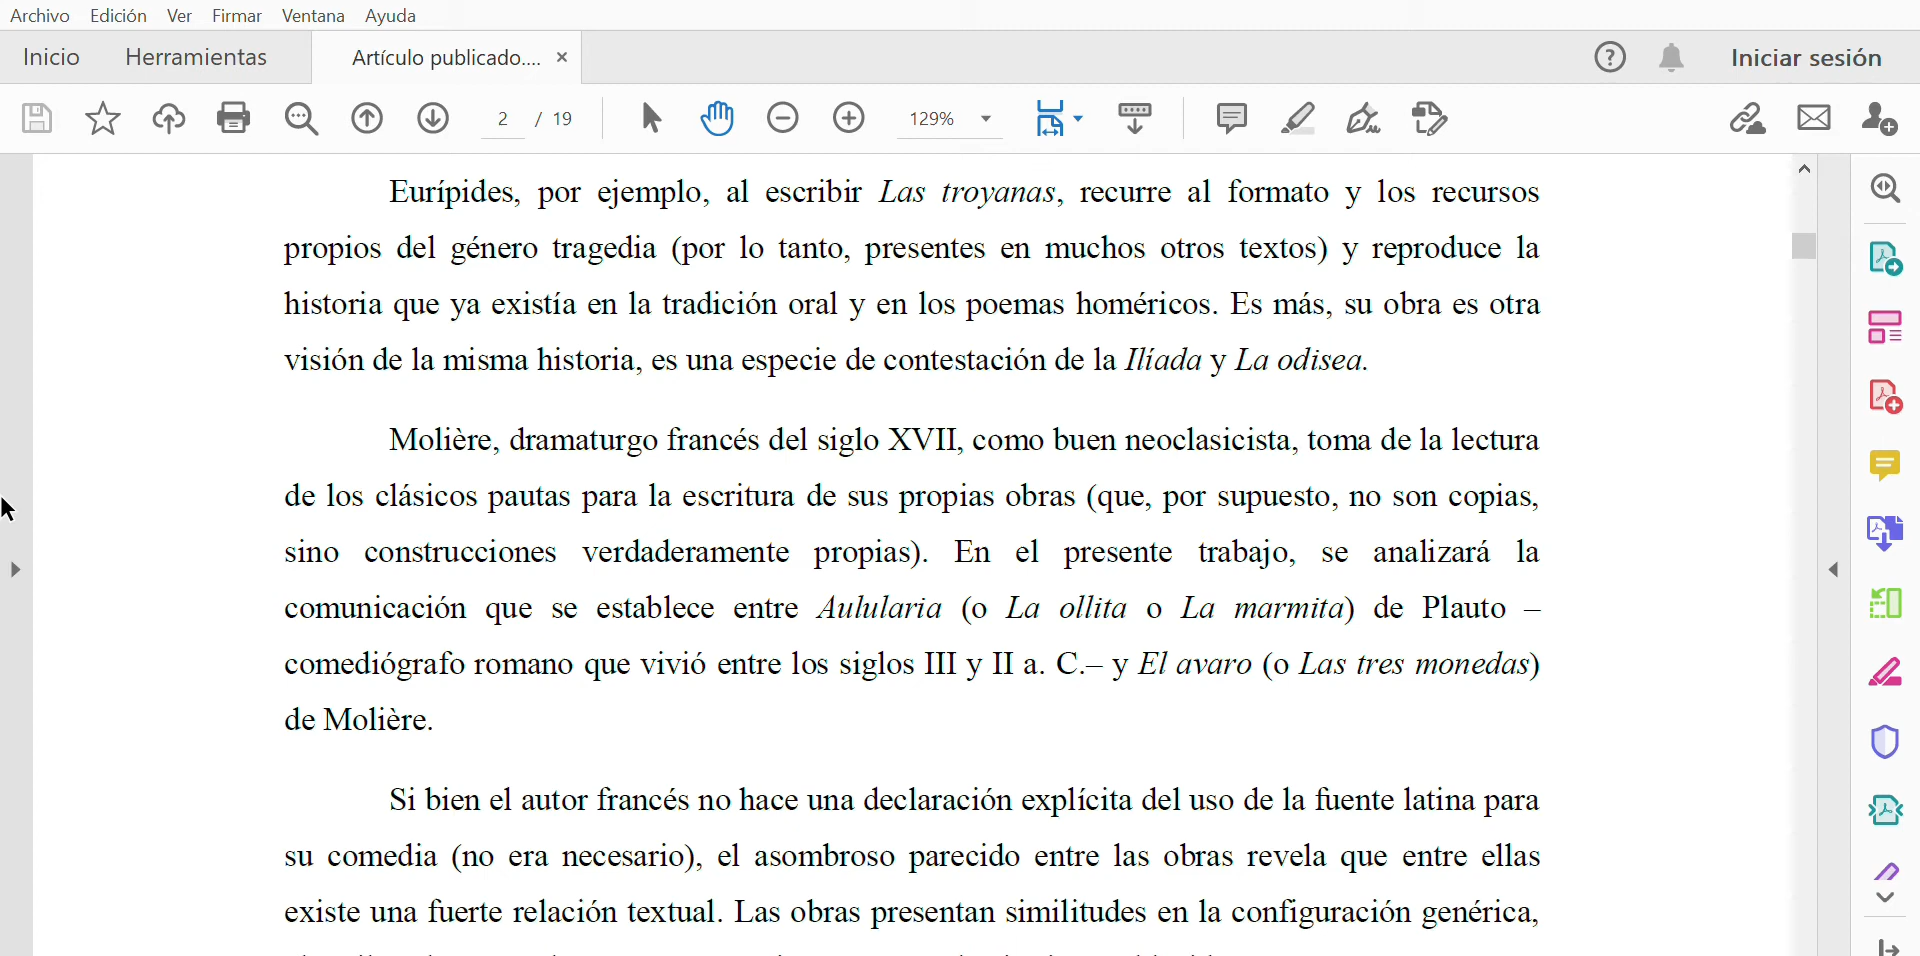 Archivo Edición Ver Firmar Ventana Ayuda
Inicio Herramientas Artículo publicado.... × ? Iniciar sesión
2 / 19 129%
Eurípides, por ejemplo, al escribir Las troyanas, recurre al formato y los recursos
propios del género tragedia (por lo tanto, presentes en muchos otros textos) y reproduce la
historia que ya existía en la tradición oral y en los poemas homéricos. Es más, su obra es otra
visión de la misma historia, es una especie de contestación de la Ilíada y La odisea.
Molière, dramaturgo francés del siglo XVII, como buen neoclasicista, toma de la lectura
de los clásicos pautas para la escritura de sus propias obras (que, por supuesto, no son copias,
sino construcciones verdaderamente propias). En el presente trabajo, se analizará la
comunicación que se establece entre Aulularia (o La ollita o La marmita) de Plauto –
comediógrafo romano que vivió entre los siglos III y II a. C.– y El avaro (o Las tres monedas)
de Molière.
Si bien el autor francés no hace una declaración explícita del uso de la fuente latina para
su comedia (no era necesario), el asombroso parecido entre las obras revela que entre ellas
existe una fuerte relación textual. Las obras presentan similitudes en la configuración genérica,